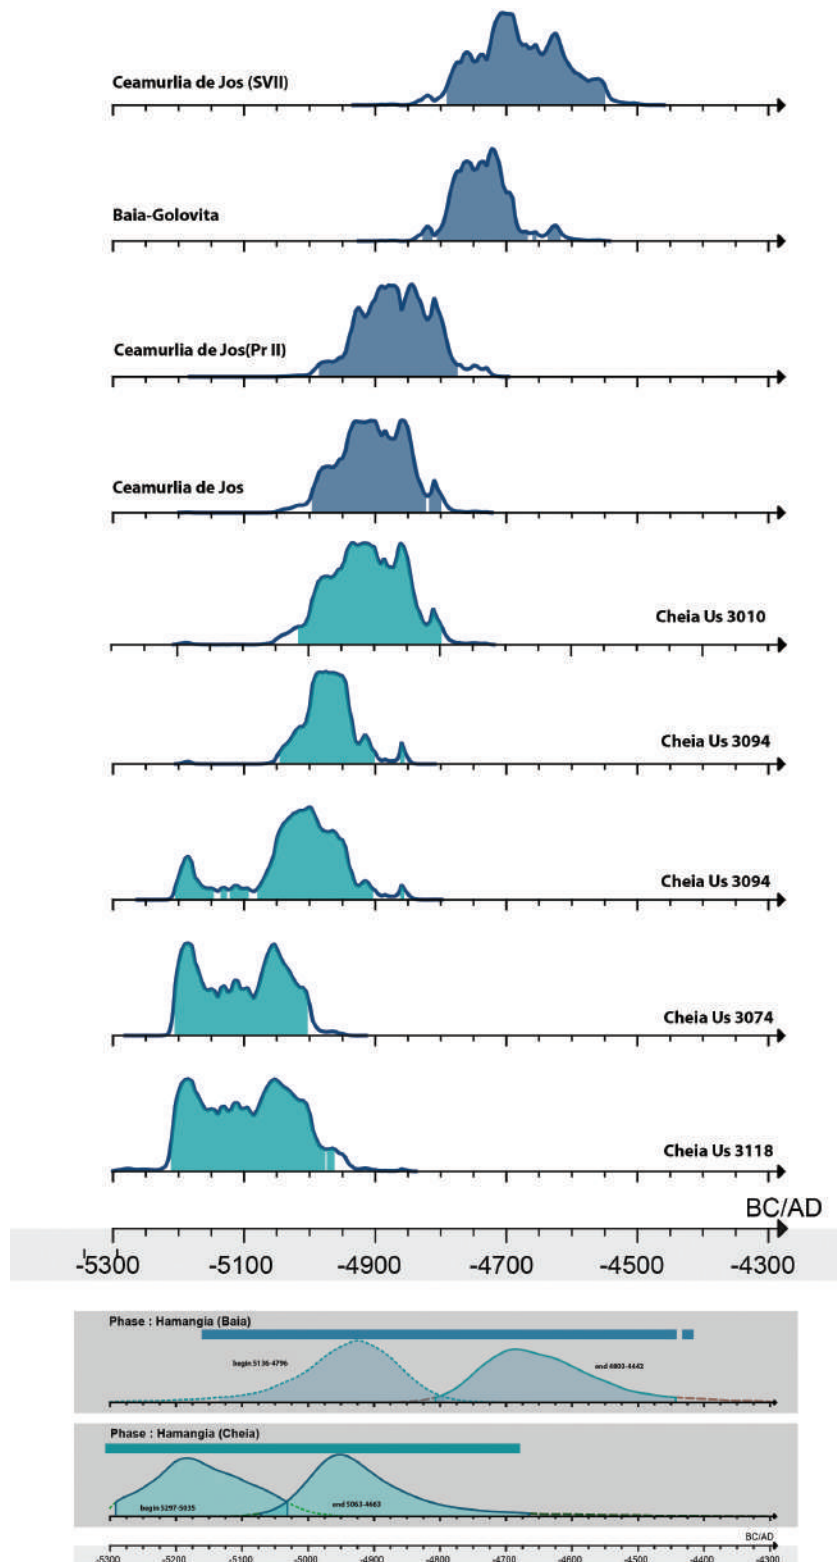 Ceamurlia de Jos (SVII)
Baia-Golovita
Ceamurlia de Jos(Pr II)
Ceamurlia de Jos
Cheia Us 3010
Cheia Us 3094
Cheia Us 3094
Cheia Us 3074
Cheia Us 3118
BC/AD
-5300 -5100 -4900 -4700 -4500 -4300
Phase : Hamangia (Baia)
begin 5136-4796 end 4803-4442
Phase : Hamangia (Cheia)
begin 5297-5035 end 5063-4663
BC/AD
-5300 -5200 -5100 -5000 -4900 -4800 -4700 -4600 -4500 -4400 -4300